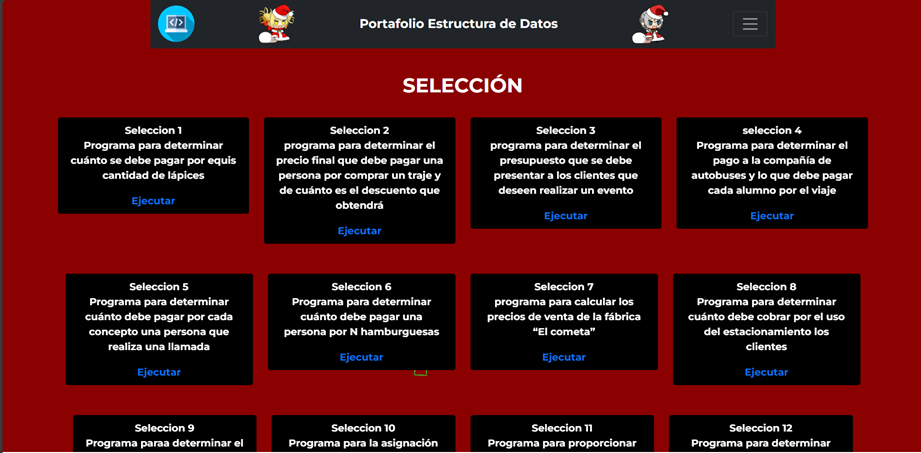 Portafolio Estructura de Datos
SELECCIÓN
Seleccion 1
Programa para determinar
cuánto se debe pagar por equis
cantidad de lápices
Ejecutar
Seleccion 2
programa para determinar el
precio final que debe pagar una
persona por comprar un traje y
de cuánto es el descuento que
obtendrá
Ejecutar
Seleccion 3
programa para determinar el
presupuesto que se debe
presentar a los clientes que
deseen realizar un evento
Ejecutar
seleccion 4
Programa para determinar el
pago a la compañía de
autobuses y lo que debe pagar
cada alumno por el viaje
Ejecutar
Seleccion 5
Programa para determinar
cuánto debe pagar por cada
concepto una persona que
realiza una llamada
Ejecutar
Seleccion 6
Programa para determinar
cuánto debe pagar una
persona por N hamburguesas
Ejecutar
Seleccion 7
programa para calcular los
precios de venta de la fábrica
“El cometa”
Ejecutar
Seleccion 8
Programa para determinar
cuánto debe cobrar por el uso
del estacionamiento los
clientes
Ejecutar
Seleccion 9
Programa paraa determinar el
Seleccion 10
Programa para la asignación
Seleccion 11
Programa para proporcionar
Seleccion 12
Programa para determinar